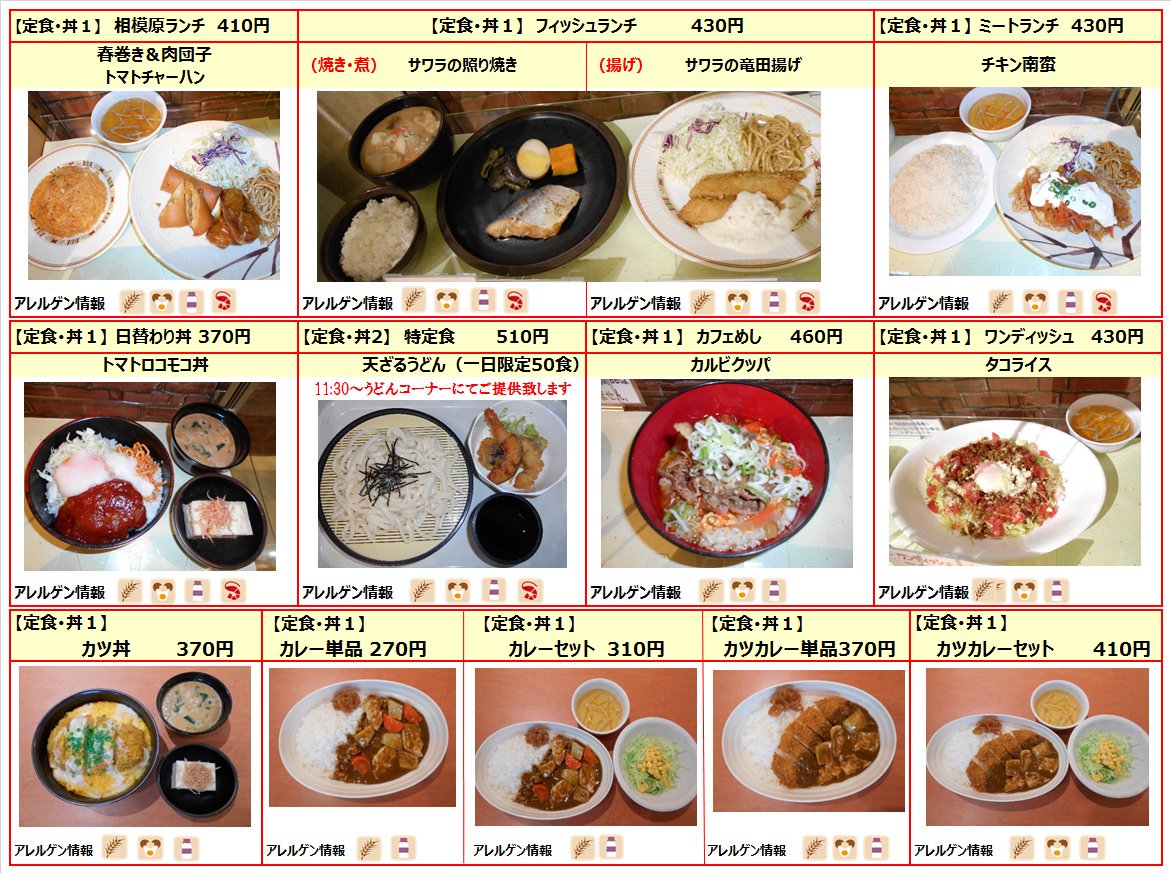 【定食・丼１】 相模原ランチ 410円
春巻き＆肉団子
トマトチャーハン
アレルゲン情報
【定食・丼１】 フィッシュランチ 430円
(焼き・煮) サワラの照り焼き
(揚げ) サワラの竜田揚げ
アレルゲン情報
アレルゲン情報
【定食・丼１】 ミートランチ 430円
チキン南蛮
アレルゲン情報
【定食・丼１】 日替わり丼 370円
トマトロコモコ丼
アレルゲン情報
【定食・丼2】 特定食 510円
天ざるうどん（一日限定50食）
11:30～うどんコーナーにてご提供致します
アレルゲン情報
【定食・丼１】 カフェめし 460円
カルビクッパ
アレルゲン情報
【定食・丼１】 ワンディッシュ 430円
タコライス
アレルゲン情報
【定食・丼１】
カツ丼 370円
アレルゲン情報
【定食・丼１】
カレー単品 270円
アレルゲン情報
【定食・丼１】
カレーセット 310円
アレルゲン情報
【定食・丼１】
カツカレー単品370円
アレルゲン情報
【定食・丼１】
カツカレーセット 410円
アレルゲン情報